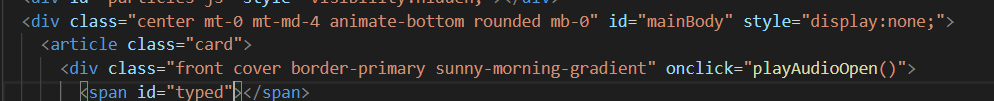 <div id="particles-js" style="visibility:hidden;"></div>
<div class="center mt-0 mt-md-4 animate-bottom rounded mb-0" id="mainBody" style="display:none;">
<article class="card">
<div class="front cover border-primary sunny-morning-gradient" onclick="playAudioOpen()">
<span id="typed"></span>